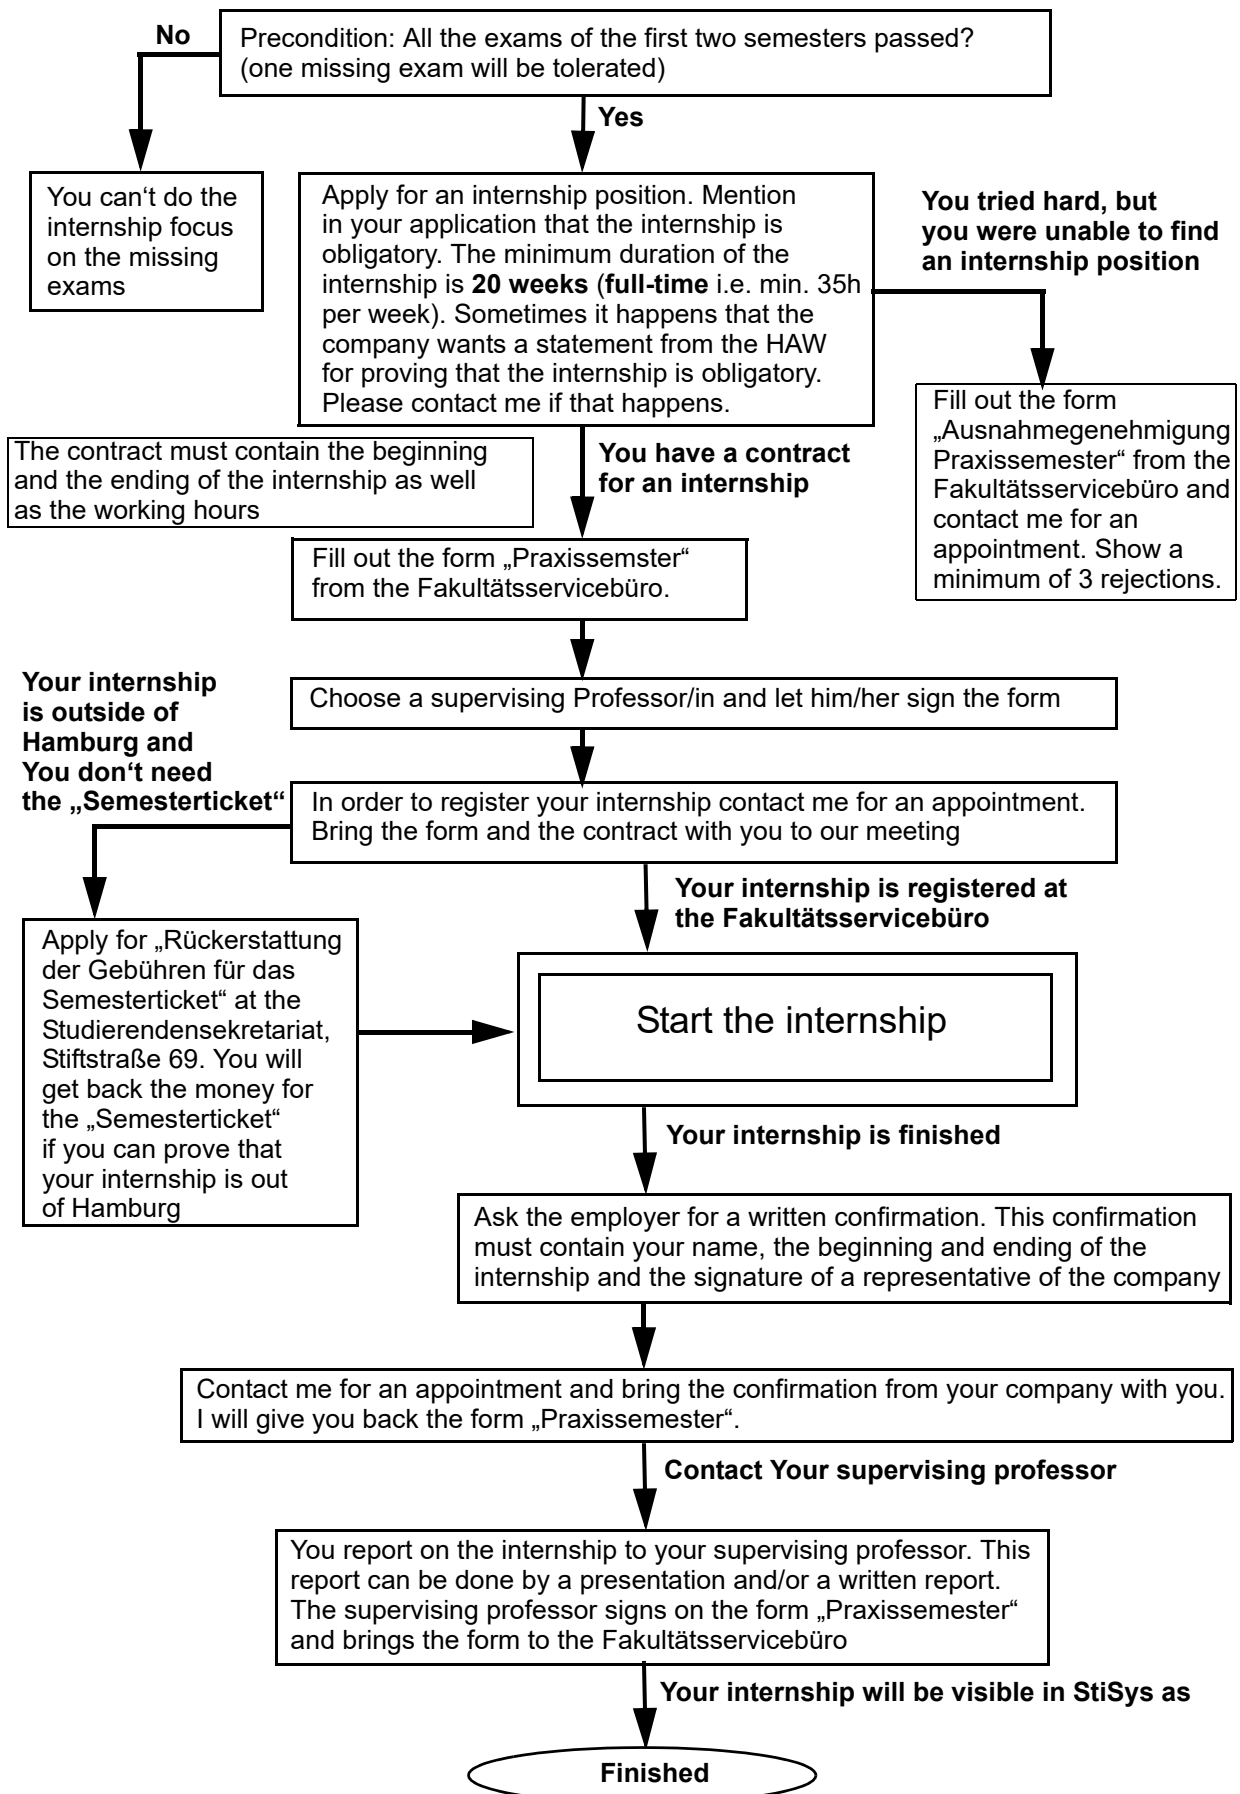 No
Precondition: All the exams of the first two semesters passed?
(one missing exam will be tolerated)
Yes
You can‘t do the
internship focus
on the missing
exams
Apply for an internship position. Mention
in your application that the internship is
obligatory. The minimum duration of the
internship is 20 weeks (full-time i.e. min. 35h
per week). Sometimes it happens that the
company wants a statement from the HAW
for proving that the internship is obligatory.
Please contact me if that happens.
You tried hard, but
you were unable to find
an internship position
Fill out the form
„Ausnahmegenehmigung
Praxissemester“ from the
Fakultätsservicebüro and
contact me for an
appointment. Show a
minimum of 3 rejections.
The contract must contain the beginning
and the ending of the internship as well
as the working hours
You have a contract
for an internship
Fill out the form „Praxissemster“
from the Fakultätsservicebüro.
Choose a supervising Professor/in and let him/her sign the form
Your internship
is outside of
Hamburg and
You don‘t need
the „Semesterticket“
In order to register your internship contact me for an appointment.
Bring the form and the contract with you to our meeting
Your internship is registered at
the Fakultätsservicebüro
Apply for „Rückerstattung
der Gebühren für das
Semesterticket“ at the
Studierendensekretariat,
Stiftstraße 69. You will
get back the money for
the „Semesterticket“
if you can prove that
your internship is out
of Hamburg
Start the internship
Your internship is finished
Ask the employer for a written confirmation. This confirmation
must contain your name, the beginning and ending of the
internship and the signature of a representative of the company
Contact me for an appointment and bring the confirmation from your company with you.
I will give you back the form „Praxissemester“.
Contact Your supervising professor
You report on the internship to your supervising professor. This
report can be done by a presentation and/or a written report.
The supervising professor signs on the form „Praxissemester“
and brings the form to the Fakultätsservicebüro
Your internship will be visible in StiSys as
Finished